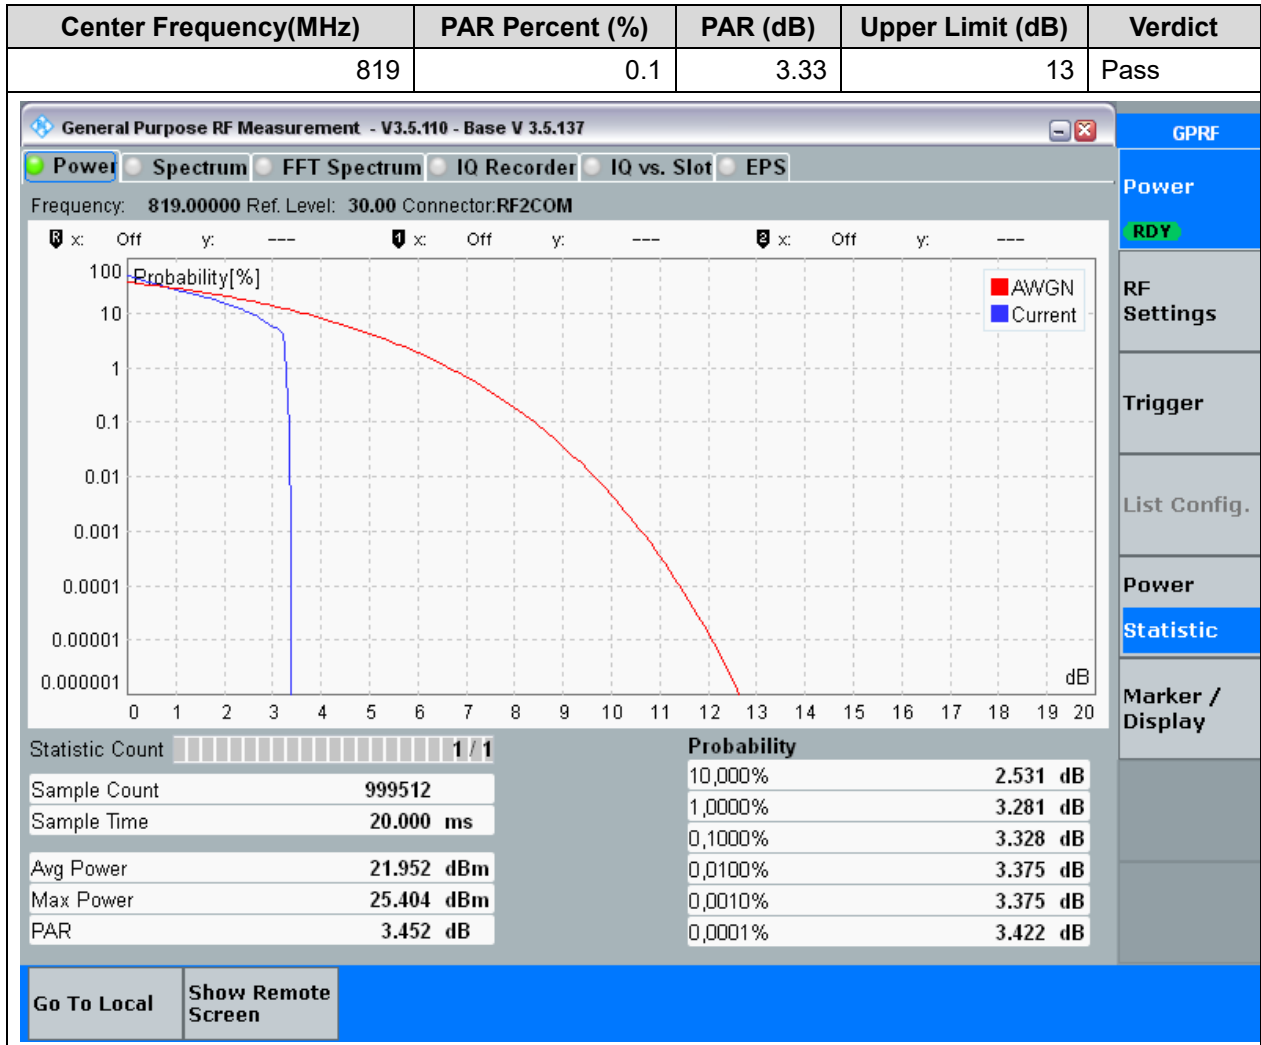 Center Frequency(MHz) PAR Percent (%) PAR (dB) Upper Limit (dB) Verdict
819 0.1 3.33 13 Pass
General Purpose RF Measurement - V3.5.110 - Base V 3.5.137
GPRF
Power Spectrum FFT Spectrum IQ Recorder IQ vs. Slot EPS
Power
RDY
Frequency: 819.00000 Ref. Level: 30.00 Connector:RF2COM
R x: Off y: --- 1 x: Off y: --- 2 x: Off y: ---
Probability[%]
AWGN
Current
100
10
1
0.1
0.01
0.001
0.0001
0.00001
0.000001
dB
0 1 2 3 4 5 6 7 8 9 10 11 12 13 14 15 16 17 18 19 20
RF
Settings
Trigger
List Config.
Power
Statistic
Marker /
Display
Statistic Count 1 / 1
Sample Count 999512
Sample Time 20.000 ms
Avg Power 21.952 dBm
Max Power 25.404 dBm
PAR 3.452 dB
Probability
10,000% 2.531 dB
1,0000% 3.281 dB
0,1000% 3.328 dB
0,0100% 3.375 dB
0,0010% 3.375 dB
0,0001% 3.422 dB
Go To Local
Show Remote
Screen